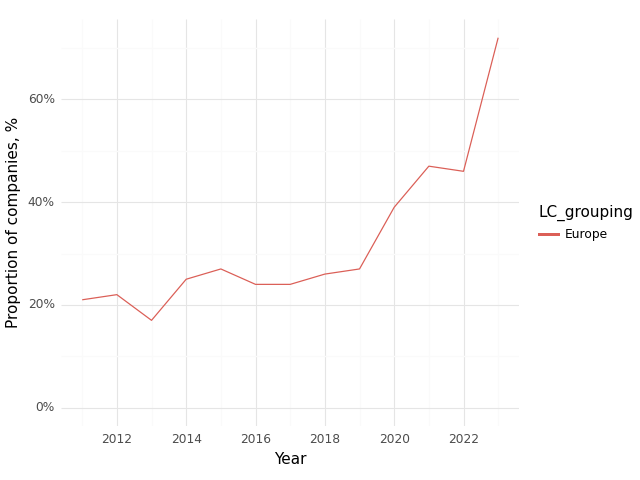 Proportion of companies, %
60%
40%
20%
0%
2012 2014 2016 2018 2020 2022
Year
LC_grouping
Europe